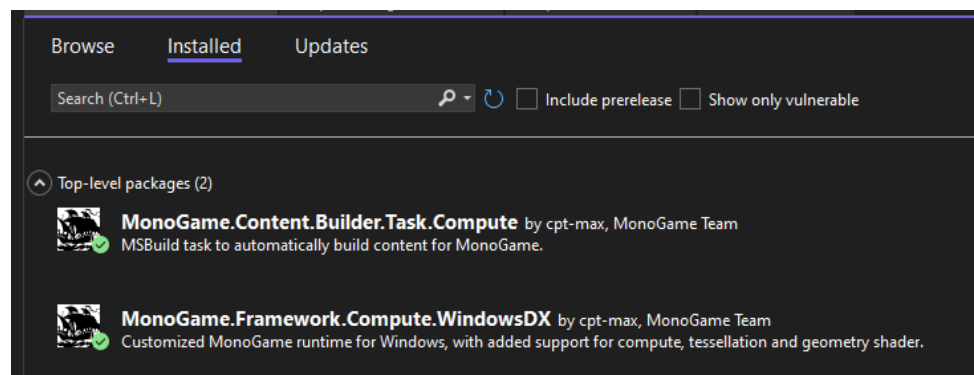 Browse Installed Updates
Search (Ctrl+L) Include prerelease Show only vulnerable
Top-level packages (2)
MonoGame.Content.Builder.Task.Compute by cpt-max, MonoGame Team
MSBuild task to automatically build content for MonoGame.
MonoGame.Framework.Compute.WindowsDX by cpt-max, MonoGame Team
Customized MonoGame runtime for Windows, with added support for compute, tessellation and geometry shader.